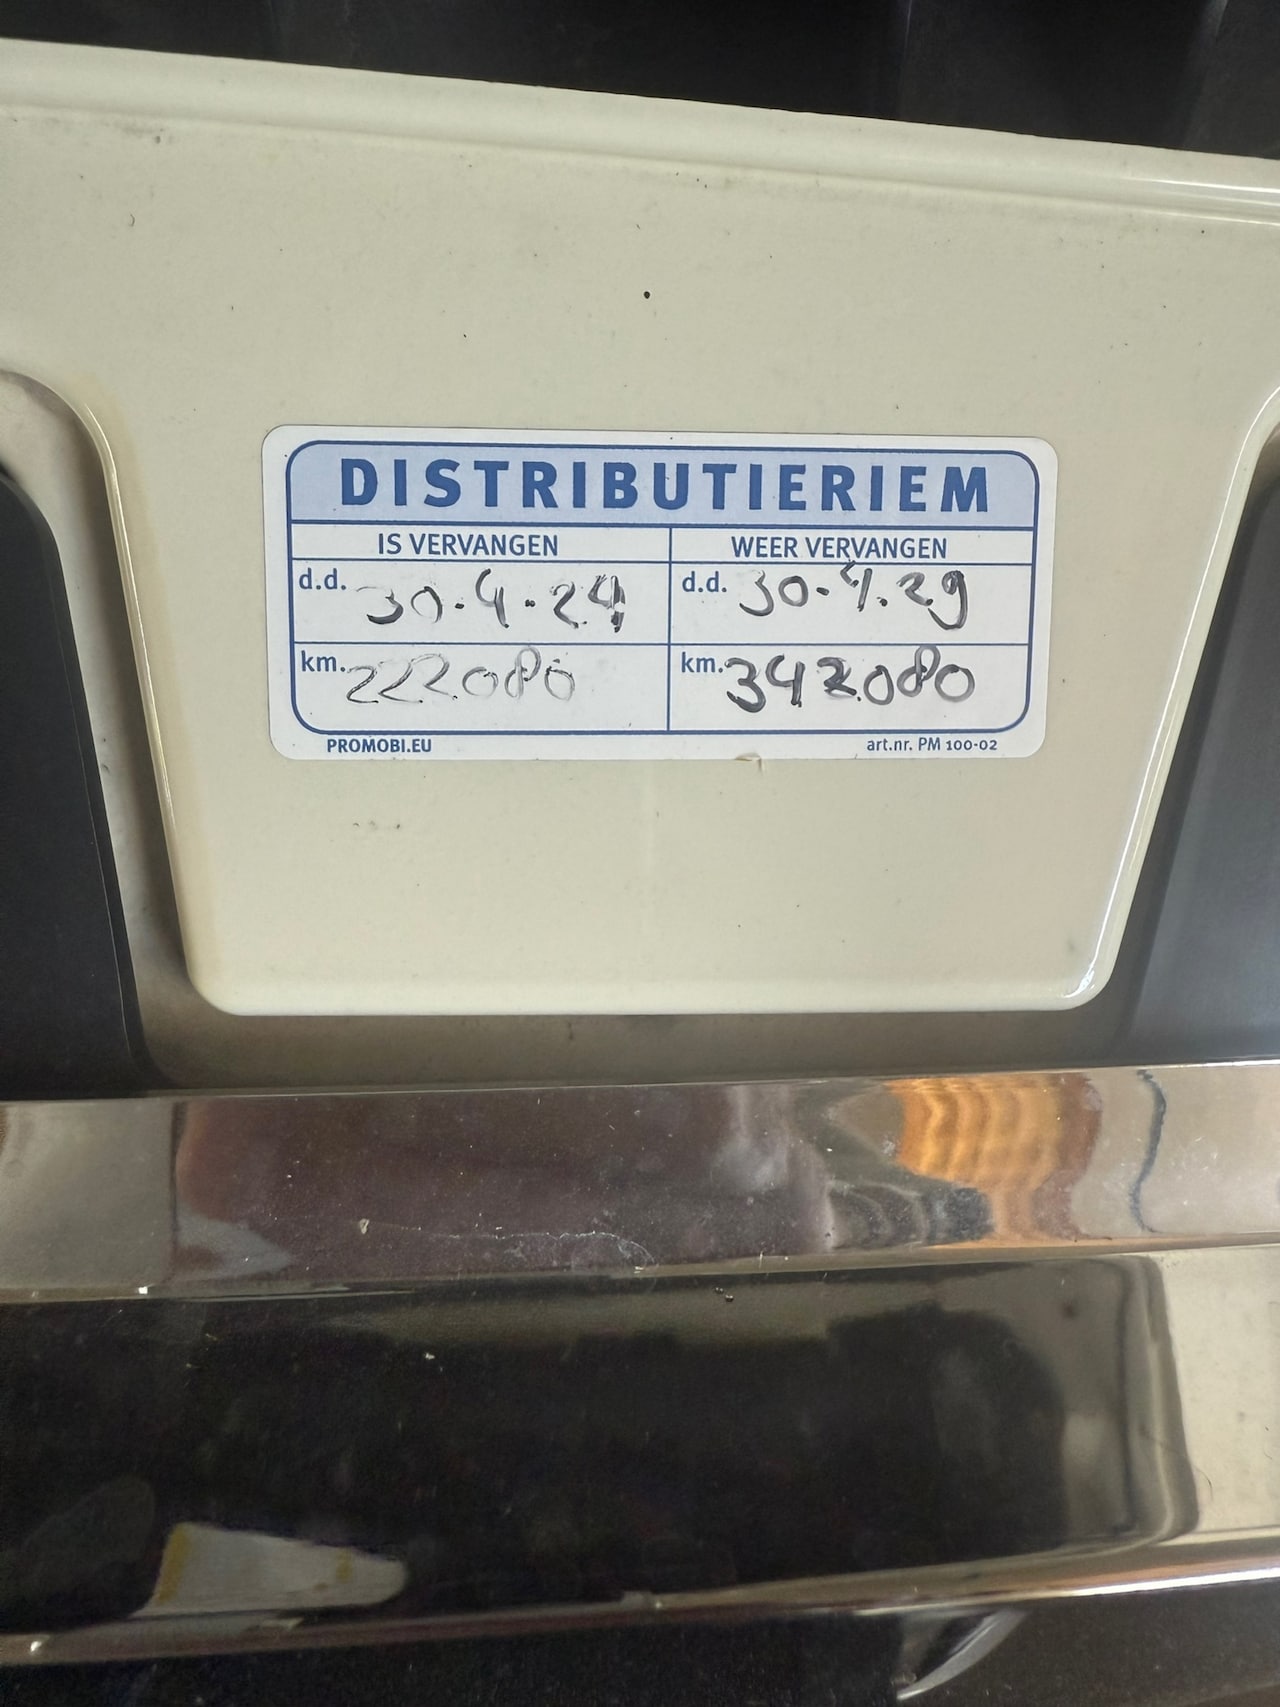 DISTRIBUTIERIEM
IS VERVANGEN WEER VERVANGEN
d.d. 30-4-24 d.d. 30-4.29
km. 222080 km. 342080
PROMOBI.EU art.nr. PM 100-02